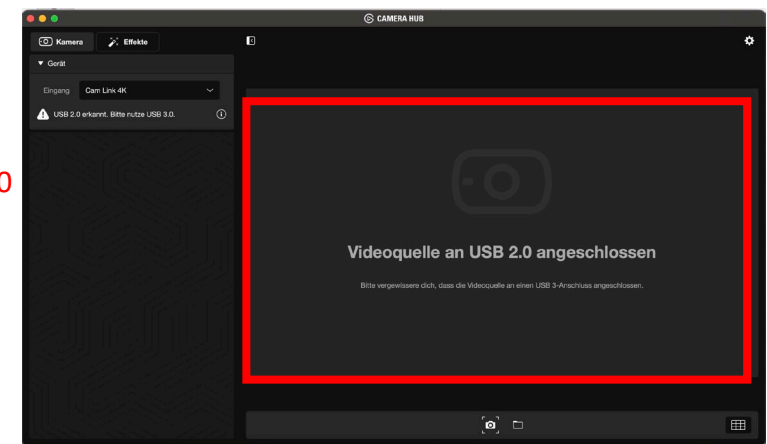 CAMERA HUB
Kamera
Effekte
Gerät
Eingang
Cam Link 4K
USB 2.0 erkannt. Bitte nutze USB 3.0.
0
Videoquelle an USB 2.0 angeschlossen
Bitte vergewissere dich, dass die Videoquelle an einen USB 3-Anschluss angeschlossen.